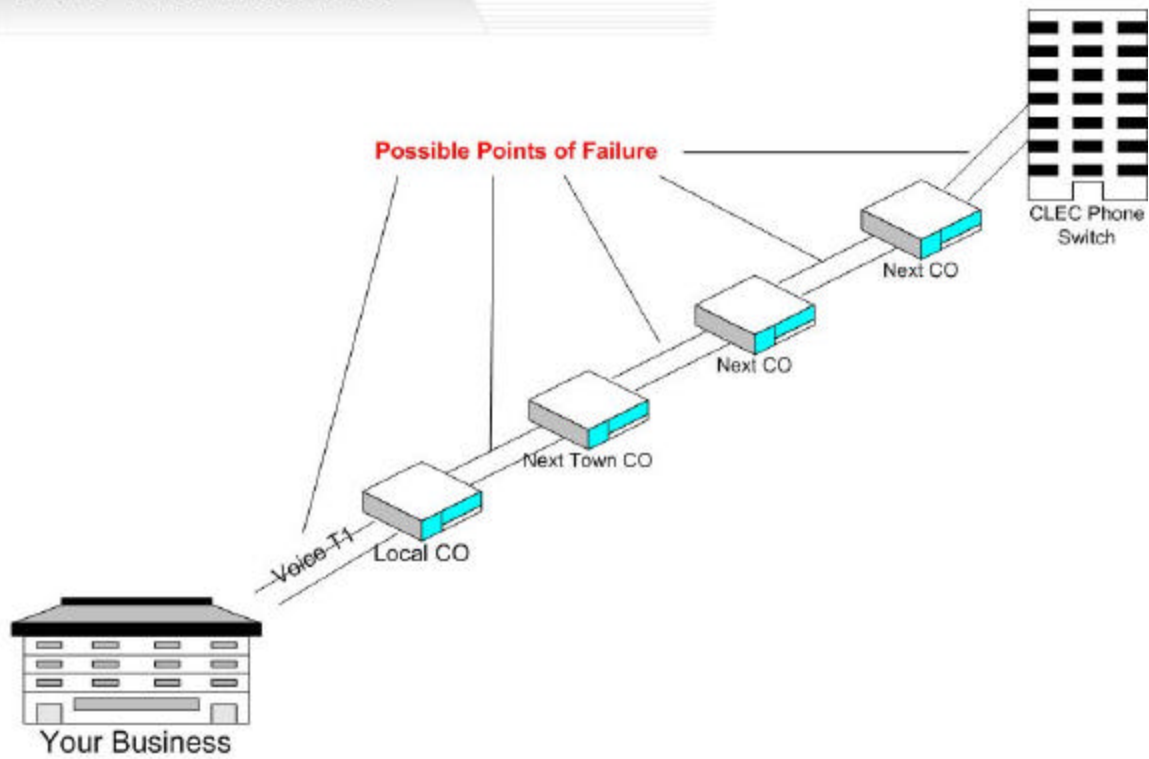 Possible Points of Failure
CLEC Phone
Switch
Next CO
Next CO
Next Town CO
Local CO
Voice T1
Your Business